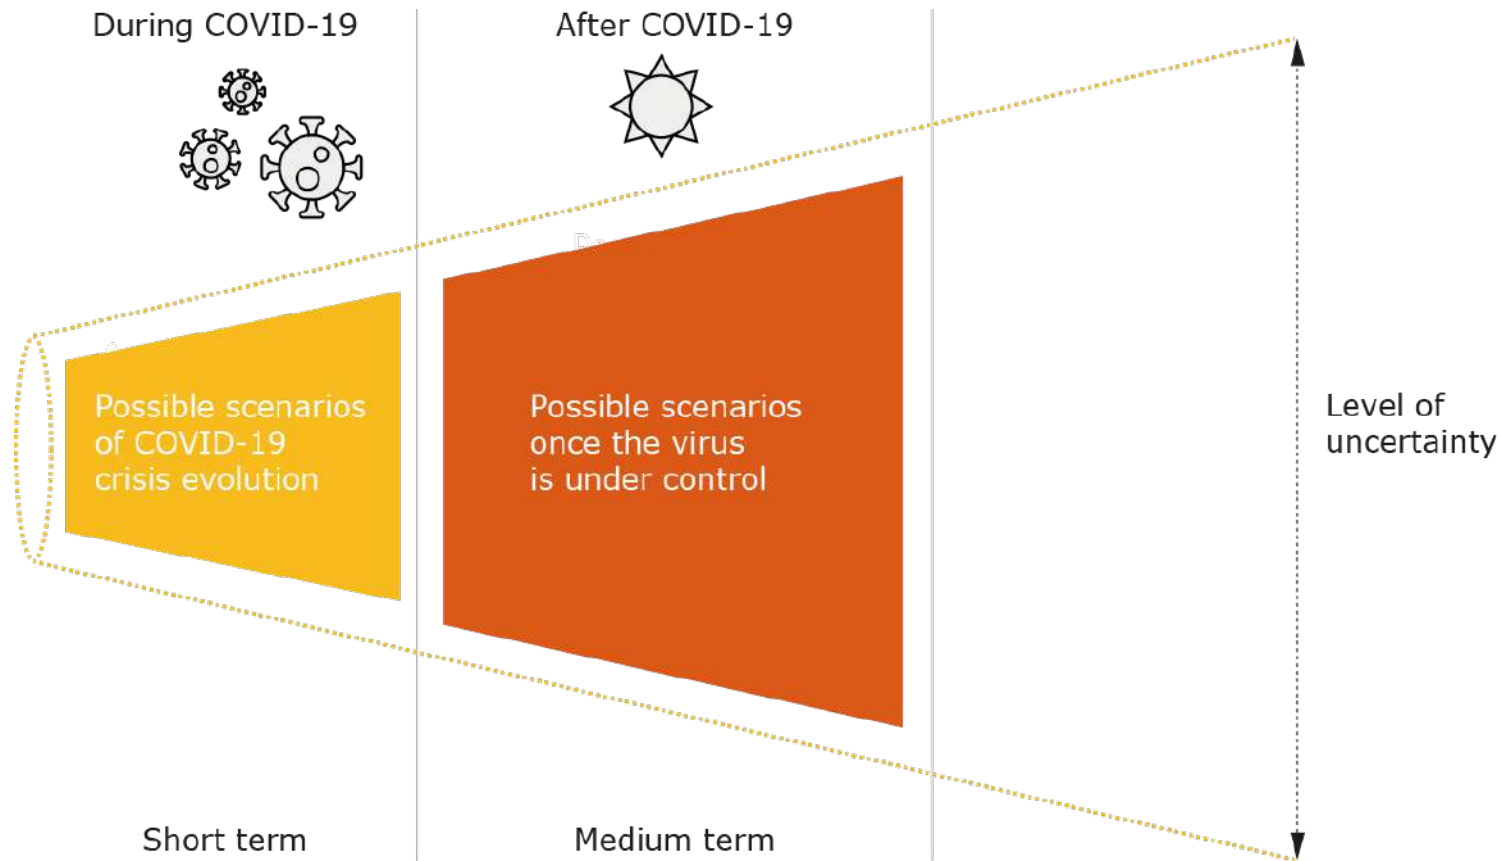 During COVID-19
After COVID-19
Possible scenarios
of COVID-19
crisis evolution
Possible scenarios
once the virus
is under control
Level of
uncertainty
Short term
Medium term